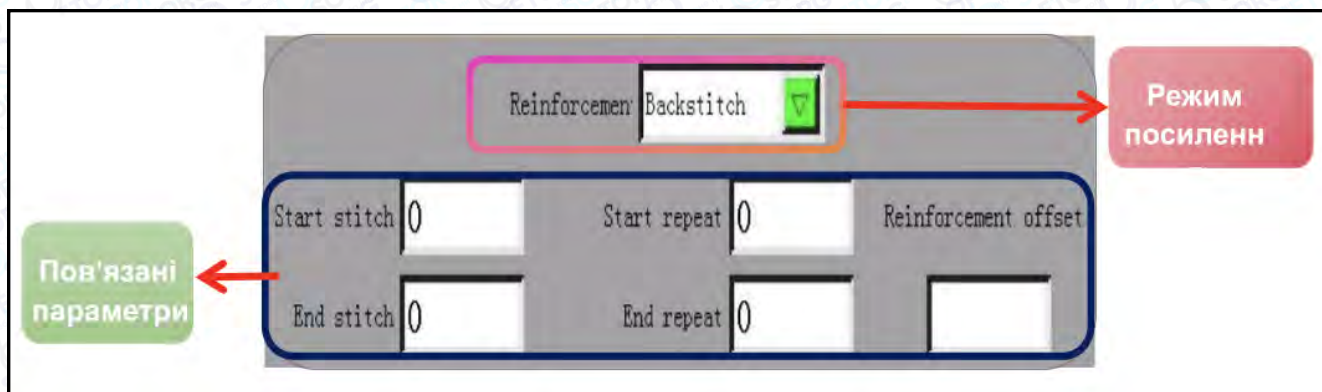 Reinforcemen Backstitch
Режим
посиленн
Start stitch 0 Start repeat 0 Reinforcement offset
Пов'язані
параметри
End stitch 0 End repeat 0